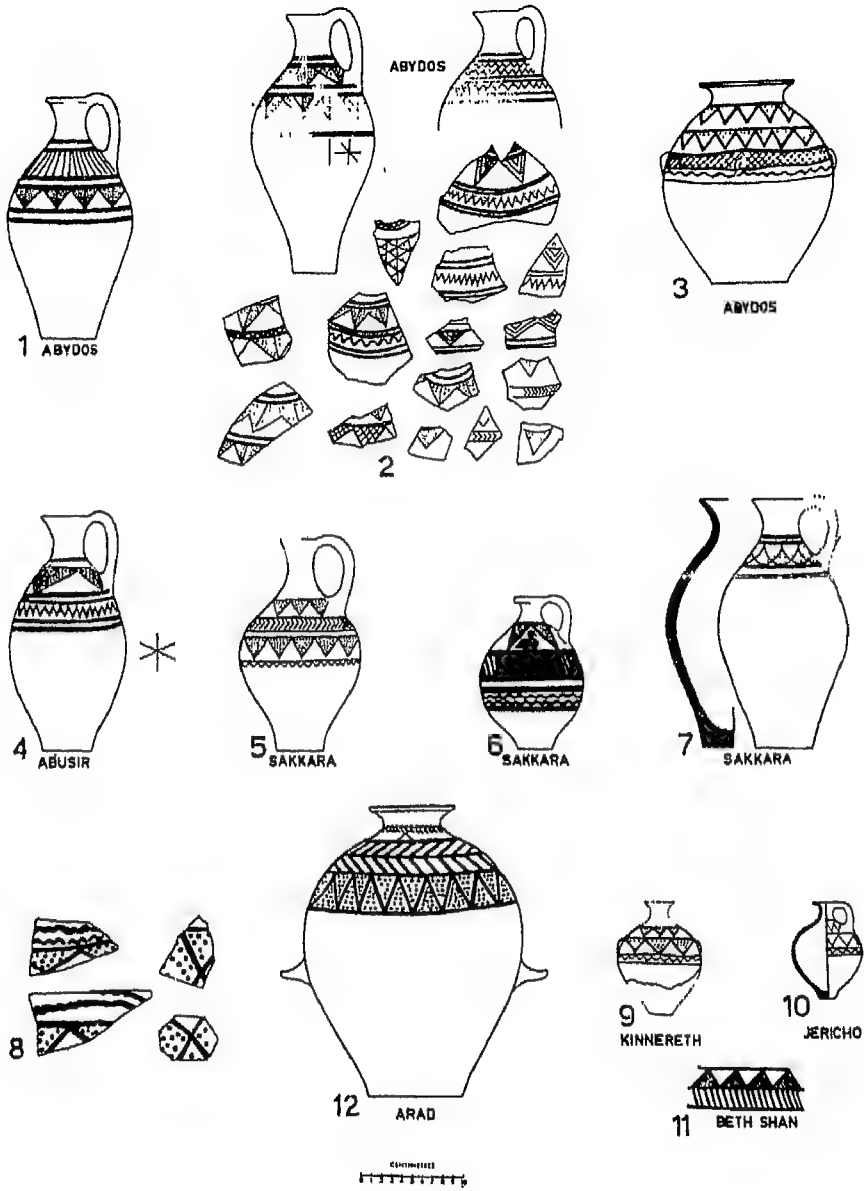 ABYDOS
1 ABYDOS
2
3
ABYDOS
4
ABUSIR
5
SAKKARA
6
SAKKARA
7
SAKKARA
8
12
ARAD
9
KINNERETH
10
JERICHO
11
BETH SHAN
CENTIMETRES